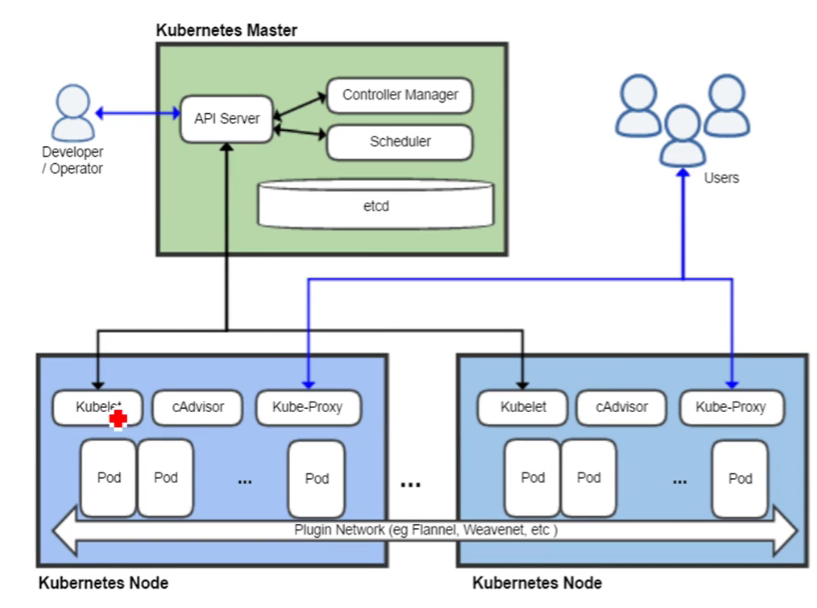 Kubernetes Master
API Server
Controller Manager
Scheduler
etcd
Developer
/ Operator
Users
Kubelet
cAdvisor
Kube-Proxy
Kubelet
cAdvisor
Kube-Proxy
Pod
Pod
...
Pod
...
Pod
Pod
...
Pod
Plugin Network (eg Flannel, Weavenet, etc )
Kubernetes Node
Kubernetes Node